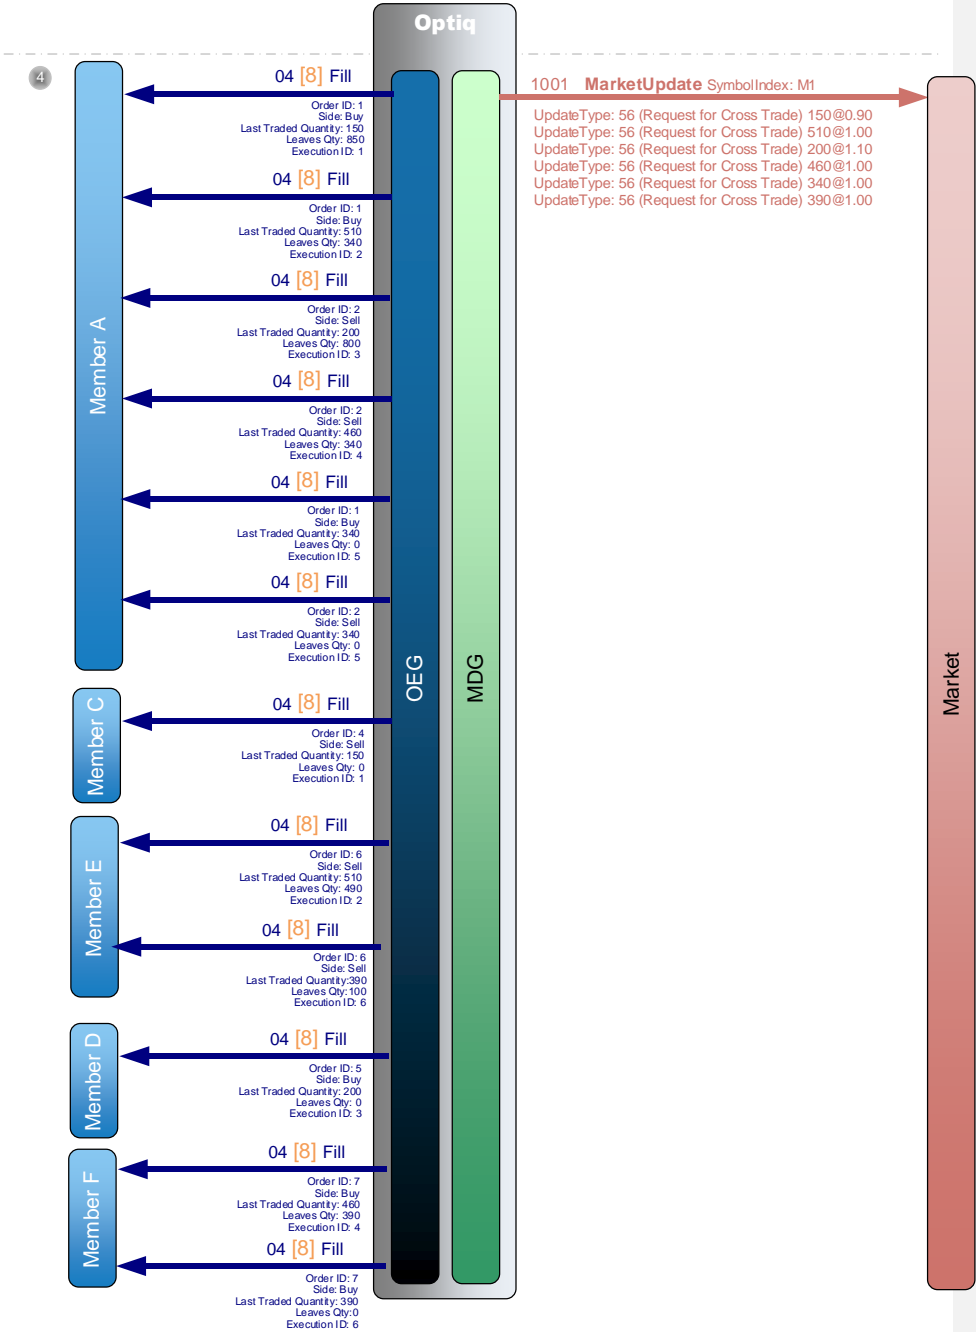 Optiq
4
04 [8] Fill
Order ID: 1
Side: Buy
Last Traded Quantity: 150
Leaves Qty: 850
Execution ID: 1
04 [8] Fill
Order ID: 1
Side: Buy
Last Traded Quantity: 510
Leaves Qty: 340
Execution ID: 2
04 [8] Fill
Order ID: 2
Side: Sell
Last Traded Quantity: 200
Leaves Qty: 800
Execution ID: 3
04 [8] Fill
Order ID: 2
Side: Sell
Last Traded Quantity: 460
Leaves Qty: 340
Execution ID: 4
04 [8] Fill
Order ID: 1
Side: Buy
Last Traded Quantity: 340
Leaves Qty: 0
Execution ID: 5
04 [8] Fill
Order ID: 2
Side: Sell
Last Traded Quantity: 340
Leaves Qty: 0
Execution ID: 5
Member A
04 [8] Fill
Order ID: 4
Side: Sell
Last Traded Quantity: 150
Leaves Qty: 0
Execution ID: 1
Member C
04 [8] Fill
Order ID: 6
Side: Sell
Last Traded Quantity: 510
Leaves Qty: 490
Execution ID: 2
04 [8] Fill
Order ID: 6
Side: Sell
Last Traded Quantity:390
Leaves Qty:100
Execution ID: 6
Member E
04 [8] Fill
Order ID: 5
Side: Buy
Last Traded Quantity: 200
Leaves Qty: 0
Execution ID: 3
Member D
04 [8] Fill
Order ID: 7
Side: Buy
Last Traded Quantity: 460
Leaves Qty: 390
Execution ID: 4
04 [8] Fill
Order ID: 7
Side: Buy
Last Traded Quantity: 390
Leaves Qty:0
Execution ID: 6
Member F
OEG
MDG
1001 MarketUpdate SymbolIndex: M1
UpdateType: 56 (Request for Cross Trade) 150@0.90
UpdateType: 56 (Request for Cross Trade) 510@1.00
UpdateType: 56 (Request for Cross Trade) 200@1.10
UpdateType: 56 (Request for Cross Trade) 460@1.00
UpdateType: 56 (Request for Cross Trade) 340@1.00
UpdateType: 56 (Request for Cross Trade) 390@1.00
Market